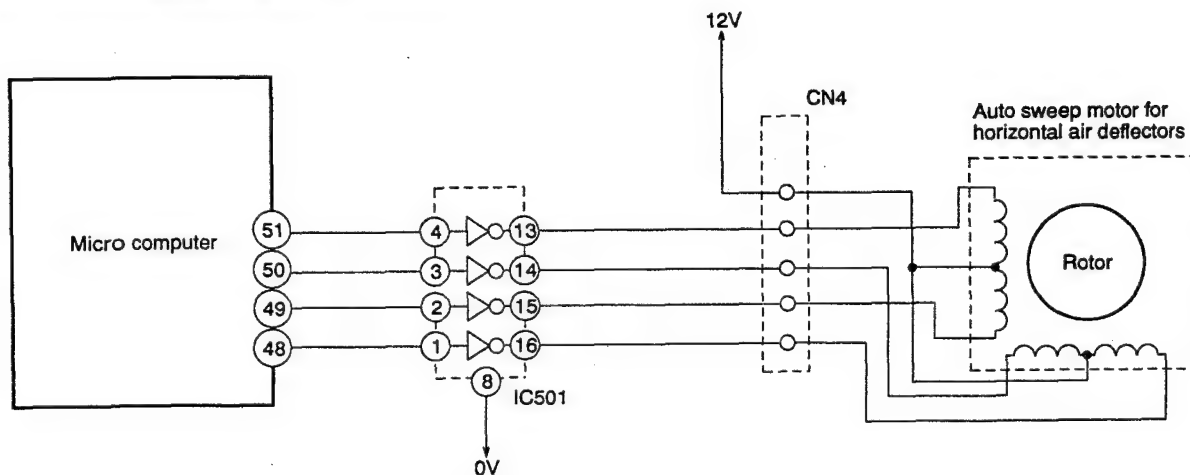 12V
CN4
Auto sweep motor for
horizontal air deflectors
Micro computer
51
4
13
50
3
14
Rotor
49
2
15
48
1
16
8
IC501
0V